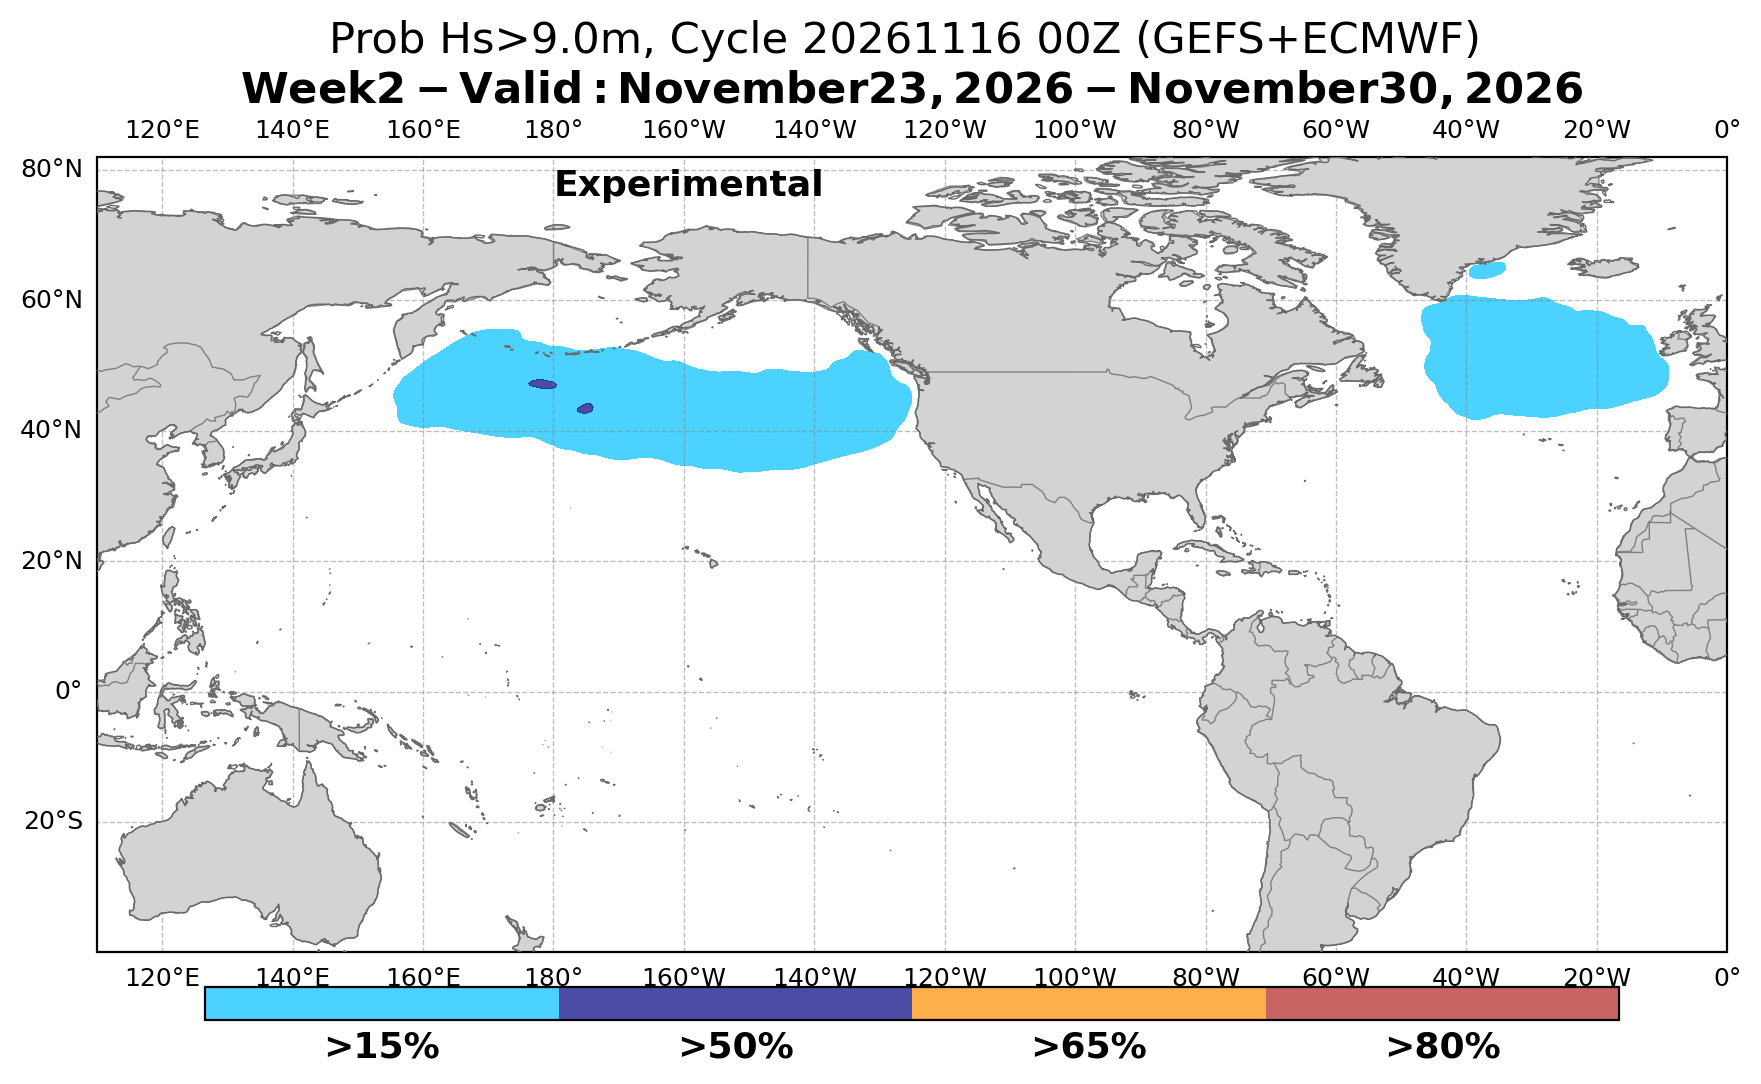 Prob Hs>9.0m, Cycle 20261116 00Z (GEFS+ECMWF)
Week2 – Valid : November23, 2026 – November30, 2026
120°E 140°E 160°E 180° 160°W 140°W 120°W 100°W 80°W 60°W 40°W 20°W 0°
Experimental
80°N
60°N
40°N
20°N
0°
20°S
120°E 140°E 160°E 180° 160°W 140°W 120°W 100°W 80°W 60°W 40°W 20°W 0°
>15% >50% >65% >80%